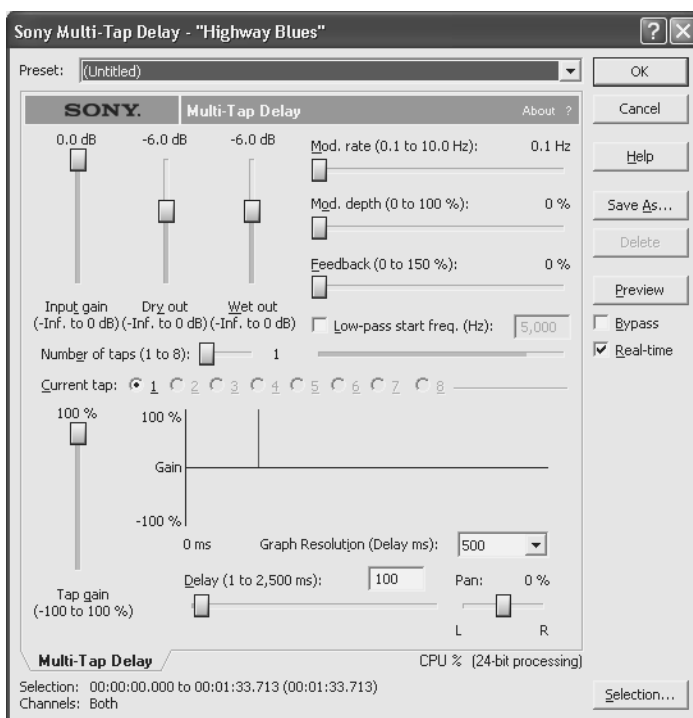 Sony Multi-Tap Delay - "Highway Blues"
Preset: (Untitled)
OK
SONY. Multi-Tap Delay About ?
Cancel
0.0 dB -6.0 dB -6.0 dB
Mod. rate (0.1 to 10.0 Hz): 0.1 Hz
Help
Mod. depth (0 to 100 %): 0 %
Save As...
Delete
Feedback (0 to 150 %): 0 %
Preview
Input gain Dry out Wet out
(-Inf. to 0 dB) (-Inf. to 0 dB) (-Inf. to 0 dB)
Low-pass start freq. (Hz): 5,000
Bypass
Number of taps (1 to 8): 1
Real-time
Current tap: 1 2 3 4 5 6 7 8
100 %
100 %
Gain
-100 %
0 ms Graph Resolution (Delay ms): 500
Delay (1 to 2,500 ms): 100 Pan: 0 %
Tap gain
(-100 to 100 %)
L R
Multi-Tap Delay
CPU % (24-bit processing)
Selection: 00:00:00.000 to 00:01:33.713 (00:01:33.713)
Channels: Both
Selection...